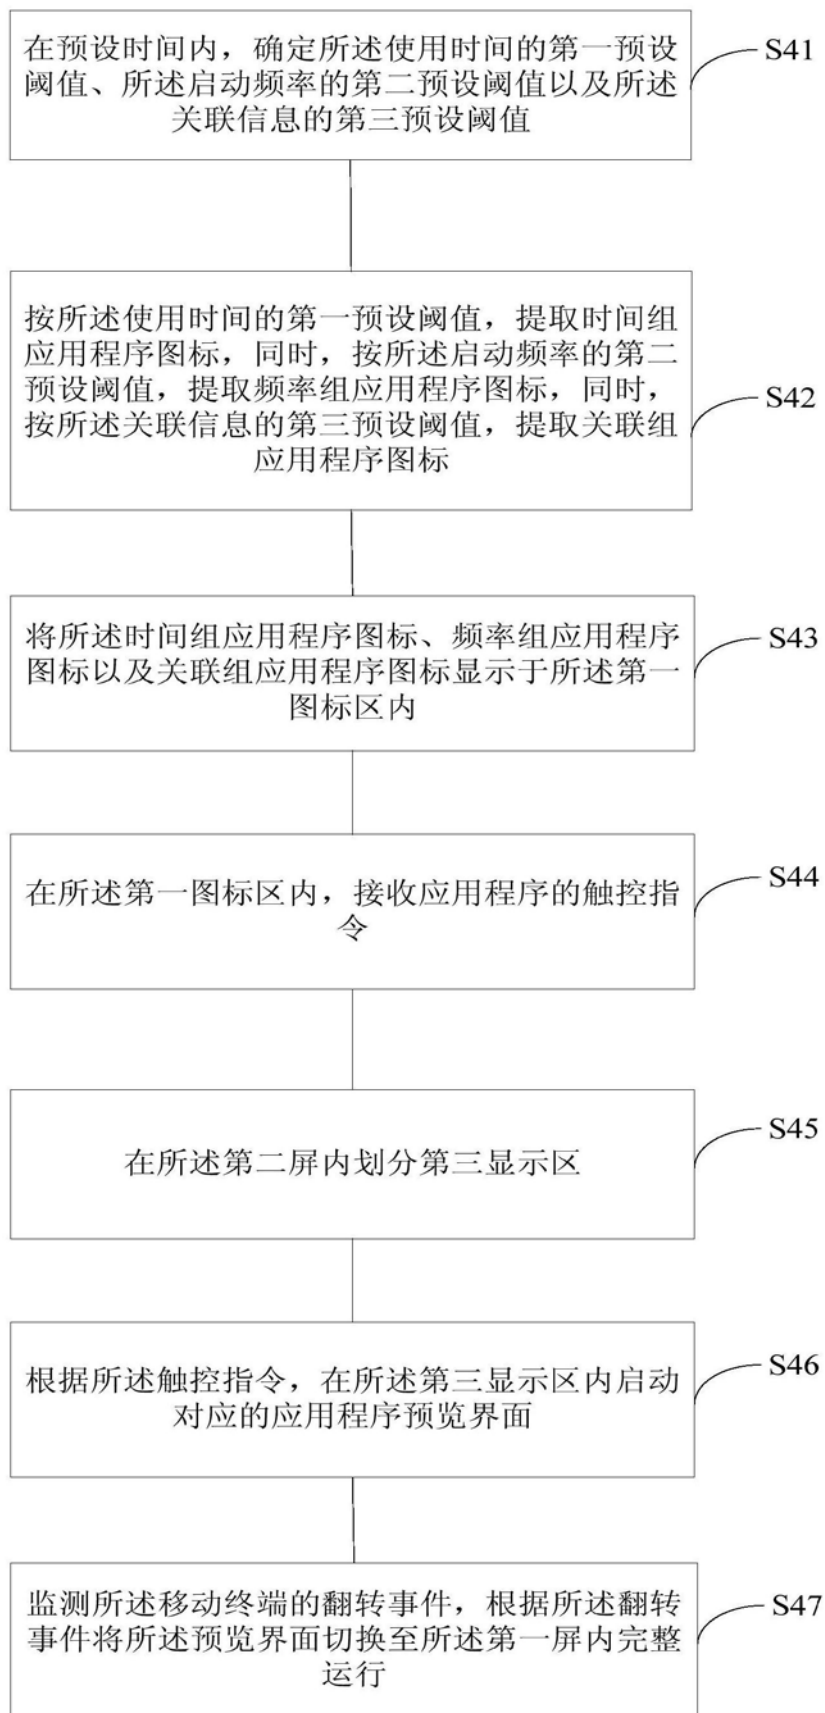 在预设时间内，确定所述使用时间的第一预设
阈值、所述启动频率的第二预设阈值以及所述
关联信息的第三预设阈值
S41
按所述使用时间的第一预设阈值，提取时间组
应用程序图标，同时，按所述启动频率的第二
预设阈值，提取频率组应用程序图标，同时，
按所述关联信息的第三预设阈值，提取关联组
应用程序图标
S42
将所述时间组应用程序图标、频率组应用程序
图标以及关联组应用程序图标显示于所述第一
图标区内
S43
在所述第一图标区内，接收应用程序的触控指
令
S44
在所述第二屏内划分第三显示区
S45
根据所述触控指令，在所述第三显示区内启动
对应的应用程序预览界面
S46
监测所述移动终端的翻转事件，根据所述翻转
事件将所述预览界面切换至所述第一屏内完整
运行
S47